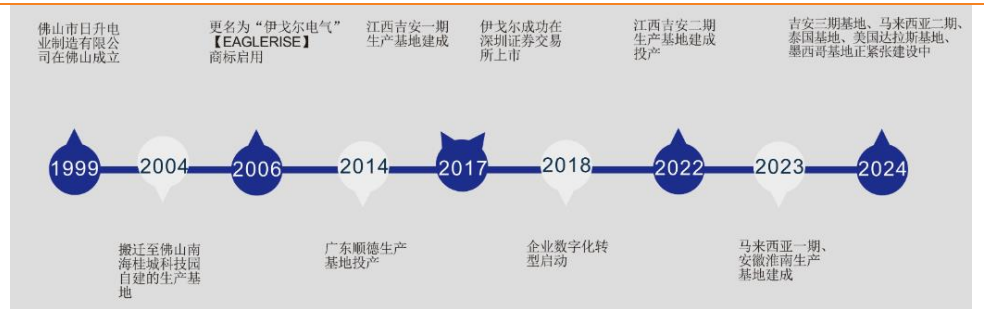 佛山市日升电
业制造有限公
司在佛山成立
更名为“伊戈尔电气”
【EAGLERISE】
商标启用
江西吉安一期
生产基地建成
伊戈尔成功在
深圳证券交易
所上市
江西吉安二期
生产基地建成
投产
吉安三期基地、马来西亚二期、
泰国基地、美国达拉斯基地、
墨西哥基地正紧张建设中
1999
2004
2006
2014
2017
2018
2022
2023
2024
搬迁至佛山南
海桂城科技园
自建的生产基
地
广东顺德生产
基地投产
企业数字化转
型启动
马来西亚一期、
安徽淮南生产
基地建成